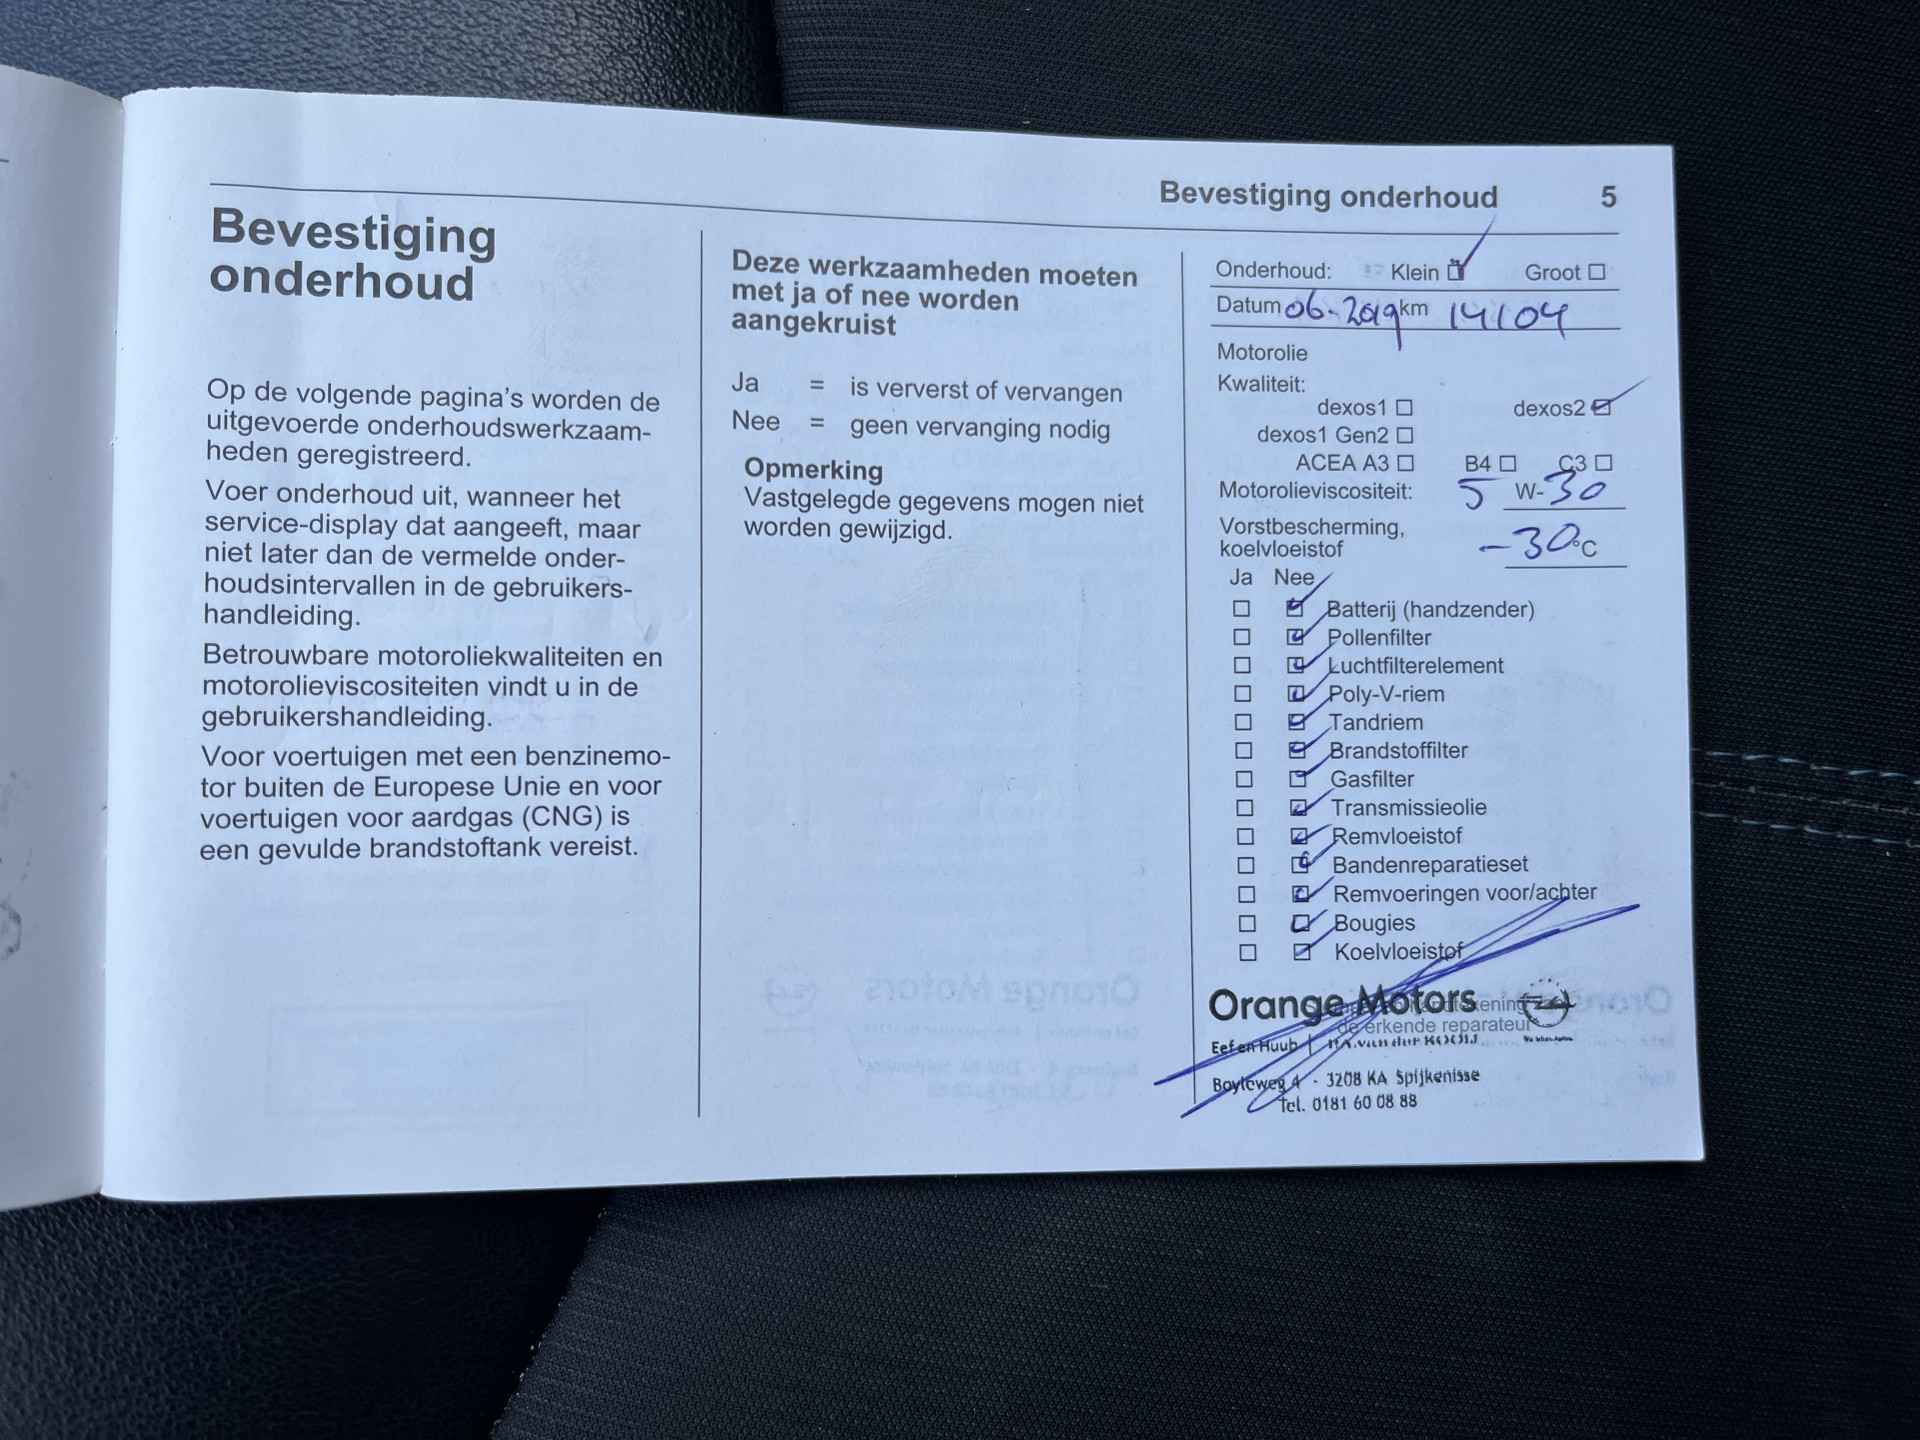 Bevestiging onderhoud 5
Bevestiging
onderhoud
Op de volgende pagina's worden de
uitgevoerde onderhoudswerkzaam-
heden geregistreerd.
Voer onderhoud uit, wanneer het
service-display dat aangeeft, maar
niet later dan de vermelde onder-
houdsintervallen in de gebruikers-
handleiding.
Betrouwbare motoroliekwaliteiten en
motorolieviscositeiten vindt u in de
gebruikershandleiding.
Voor voertuigen met een benzinemo-
tor buiten de Europese Unie en voor
voertuigen voor aardgas (CNG) is
een gevulde brandstoftank vereist.
Deze werkzaamheden moeten
met ja of nee worden
aangekruist
Ja = is ververst of vervangen
Nee = geen vervanging nodig
Opmerking
Vastgelegde gegevens mogen niet
worden gewijzigd.
Onderhoud: Klein Groot
Datum 06-2019 km 14104
Motorolie
Kwaliteit:
dexos1 dexos2
dexos1 Gen2
ACEA A3 B4 C3
Motorolieviscositeit: 5 W-30
Vorstbescherming,
koelvloeistof -30°C
Ja Nee
Batterij (handzender)
Pollenfilter
Luchtfilterelement
Poly-V-riem
Tandriem
Brandstoffilter
Gasfilter
Transmissieolie
Remvloeistof
Bandenreparatieset
Remvoeringen voor/achter
Bougies
Koelvloeistof
Orange Motors
de erkende reparateur
Eef en Huub
Boyleweg 4 - 3208 KA Spijkenisse
Tel. 0181 60 08 88